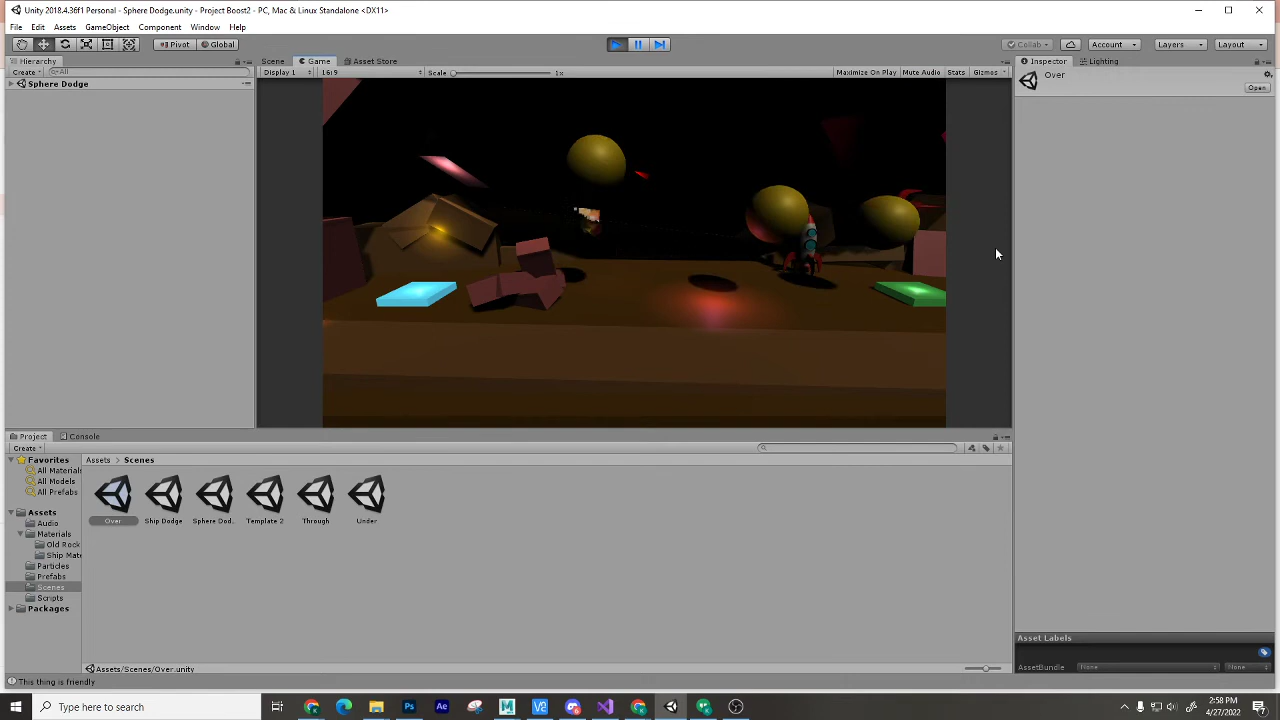 Unity 2018.4.36f1 Personal - Sphere Dodge.unity - Project Boost2 - PC, Mac & Linux Standalone <DX11>
File Edit Assets GameObject Component Window Help
Pivot Global Collab Account Layers Layout
Hierarchy Scene Game Asset Store Inspector Lighting
Create All Display 1 16:9 Scale 1x Maximize On Play Mute Audio Stats Gizmos Over
Sphere Dodge Open
Project Console
Create
Favorites Assets > Scenes
All Materials
All Models
All Prefabs
Assets
Audio
Materials
Old Rock
Ship Mate
Particles
Prefabs
Scenes
Scripts
Packages
Over Ship Dodge Sphere Dod... Template 2 Through Under
Asset Labels
Assets/Scenes/Over.unity AssetBundle None None
This thing is friendly
Type here to search 2:58 PM
4/27/2022